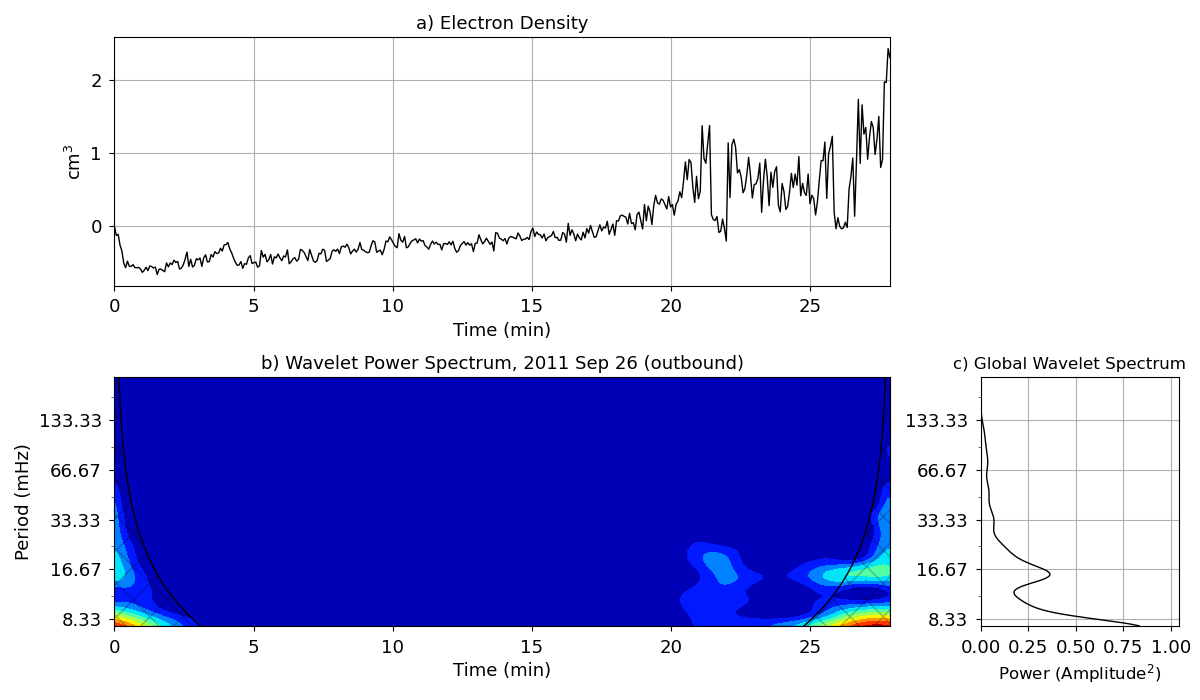 a) Electron Density
2
1
0
cm³
0 5 10 15 20 25
Time (min)
b) Wavelet Power Spectrum, 2011 Sep 26 (outbound)
133.33
66.67
33.33
16.67
8.33
Period (mHz)
0 5 10 15 20 25
Time (min)
c) Global Wavelet Spectrum
133.33
66.67
33.33
16.67
8.33
0.00 0.25 0.50 0.75 1.00
Power (Amplitude²)